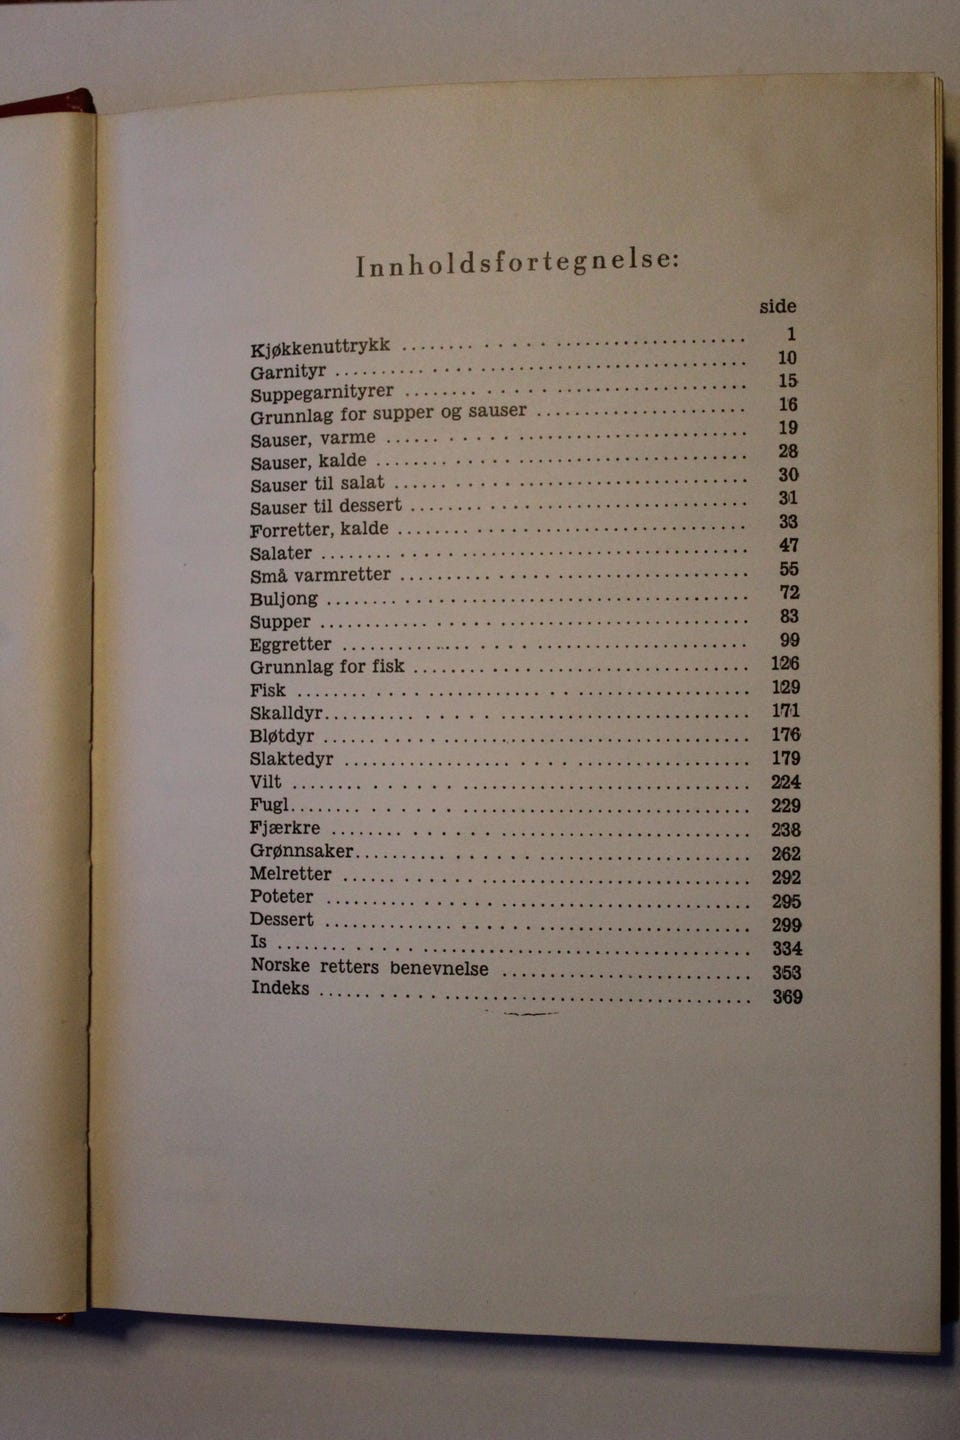 Innholdsfortegnelse:
side
Kjøkkenuttrykk 1
Garnityr 10
Suppegarnityrer 15
Grunnlag for supper og sauser 16
Sauser, varme 19
Sauser, kalde 28
Sauser til salat 30
Sauser til dessert 31
Forretter, kalde 33
Salater 47
Små varmretter 55
Buljong 72
Supper 83
Eggretter 99
Grunnlag for fisk 126
Fisk 129
Skalldyr 171
Bløtdyr 176
Slaktedyr 179
Vilt 224
Fugl 229
Fjærkre 238
Grønnsaker 262
Melretter 292
Poteter 295
Dessert 299
Is 334
Norske retters benevnelse 353
Indeks 369